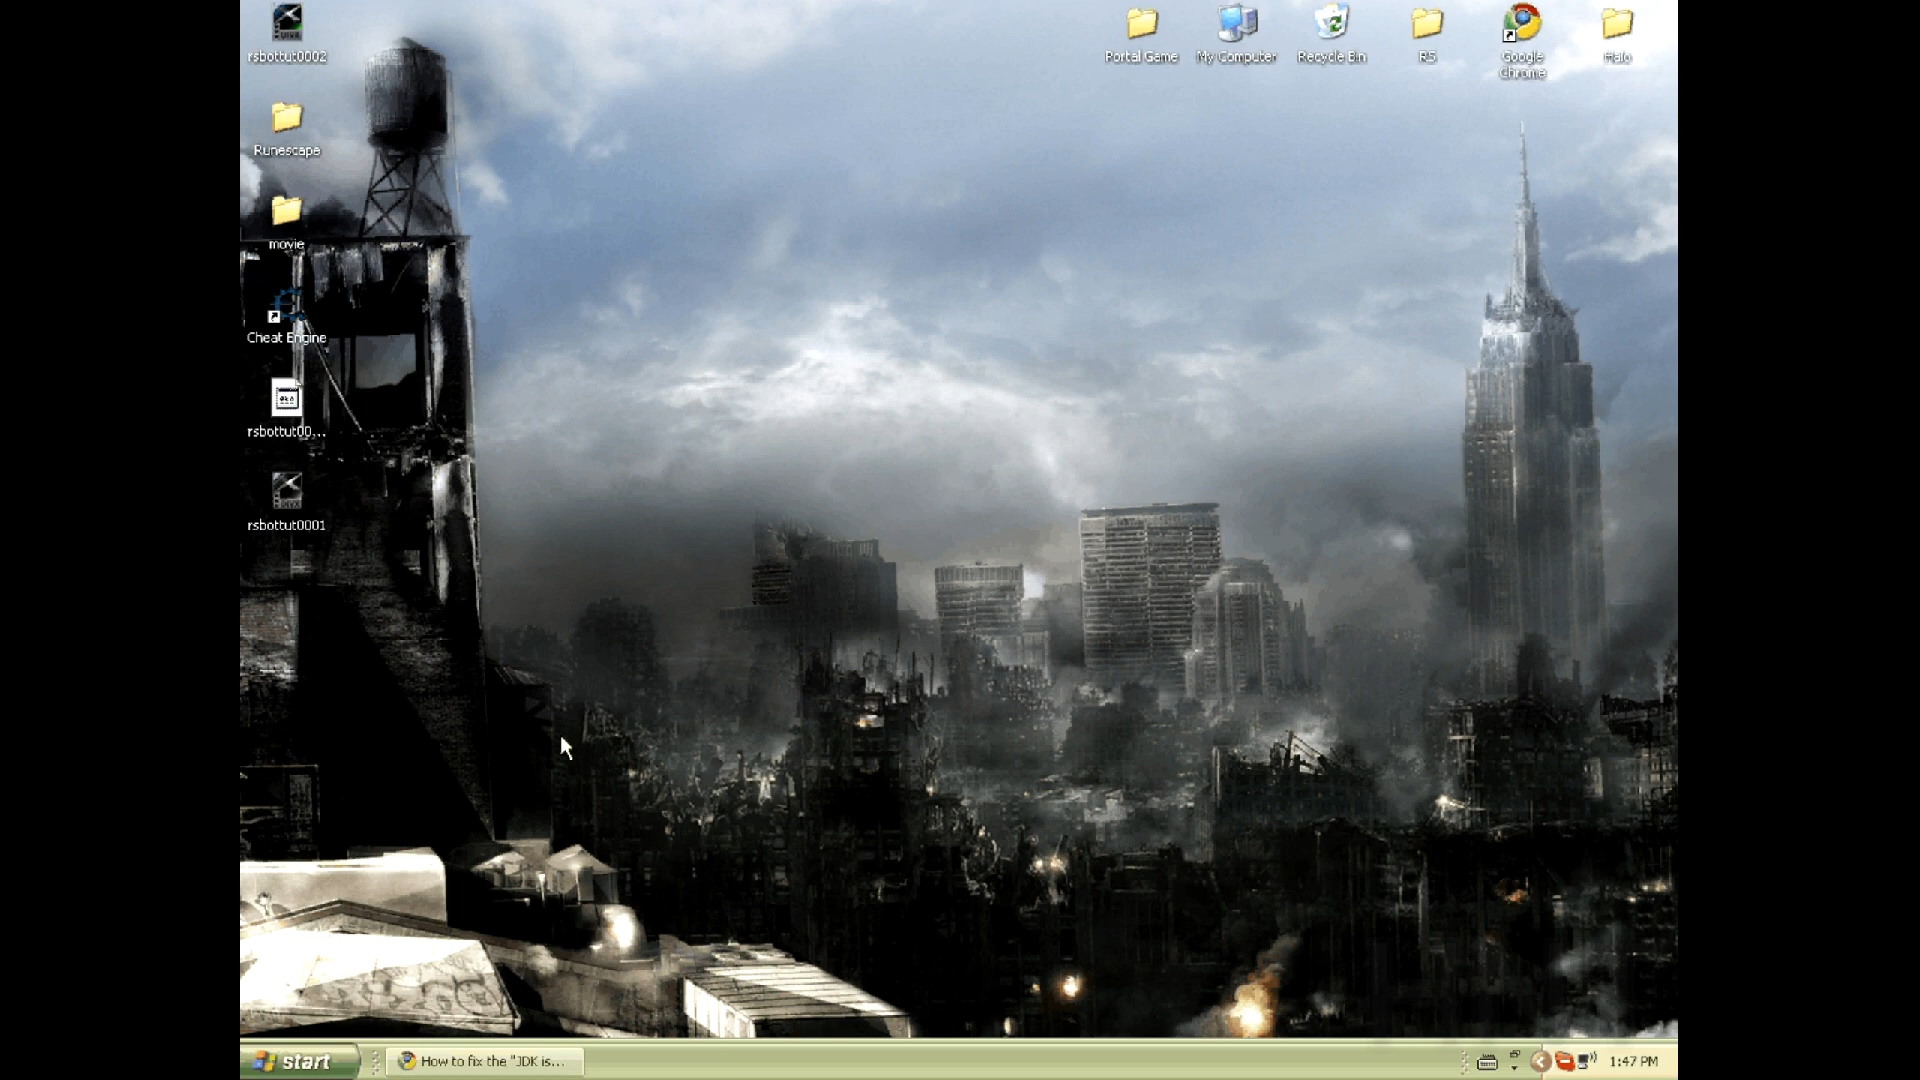 rsbottut0002
Runescape
movie
Cheat Engine
rsbottut00...
rsbottut0001
Portal Game
My Computer
Recycle Bin
RS
Google
Chrome
Halo
start
How to fix the "JDK is...
1:47 PM